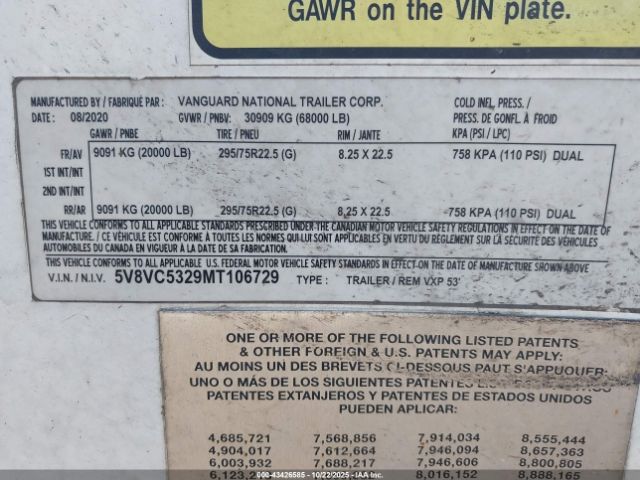 GAWR on the VIN plate.
MANUFACTURED BY / FABRIQUÉ PAR : VANGUARD NATIONAL TRAILER CORP. COLD INFL. PRESS. /
DATE : 08/2020 GVWR / PNBV: 30909 KG (68000 LB) PRESS. DE GONFL. À FROID
GAWR / PNBE TIRE / PNEU RIM / JANTE KPA (PSI / LPC)
FR/AV 9091 KG (20000 LB) 295/75R22.5 (G) 8.25 X 22.5 758 KPA (110 PSI) DUAL
1ST INT/INT
2ND INT/INT
RR/AR 9091 KG (20000 LB) 295/75R22.5 (G) 8.25 X 22.5 758 KPA (110 PSI) DUAL
THIS VEHICLE CONFORMS TO ALL APPLICABLE STANDARDS PRESCRIBED UNDER THE CANADIAN MOTOR VEHICLE SAFETY REGULATIONS IN EFFECT ON THE DATE OF
MANUFACTURE. / CE VÉHICULE EST CONFORME À TOUTES LES NORMES QUI LUI SONT APPLICABLES EN VERTU DU RÈGLEMENT SUR LA SÉCURITÉ DES VÉHICULES
AUTOMOBILES DU CANADA EN VIGUEUR À LA DATE DE SA FABRICATION.
THIS VEHICLE CONFORMS TO ALL APPLICABLE U.S. FEDERAL MOTOR VEHICLE SAFETY STANDARDS IN EFFECT ON THE DATE OF MANUFACTURE SHOWN ABOVE.
V.I.N. / N.I.V. 5V8VC5329MT106729 TYPE : TRAILER / REM VXP 53'
ONE OR MORE OF THE FOLLOWING LISTED PATENTS
& OTHER FOREIGN & U.S. PATENTS MAY APPLY:
AU MOINS UN DES BREVETS CI-DESSOUS PAUT S'APPUOUER:
UNO O MÁS DE LOS SIGUIENTES PATENTES
PATENTES EXTANJEROS Y PATENTES DE ESTADOS UNIDOS
PUEDEN APLICAR:
4,685,721 7,568,856 7,914,034 8,555,444
4,904,017 7,612,664 7,946,094 8,657,363
6,003,932 7,688,217 7,946,606 8,800,805
8,016,152 8,888,165
43426585 10/22/2025